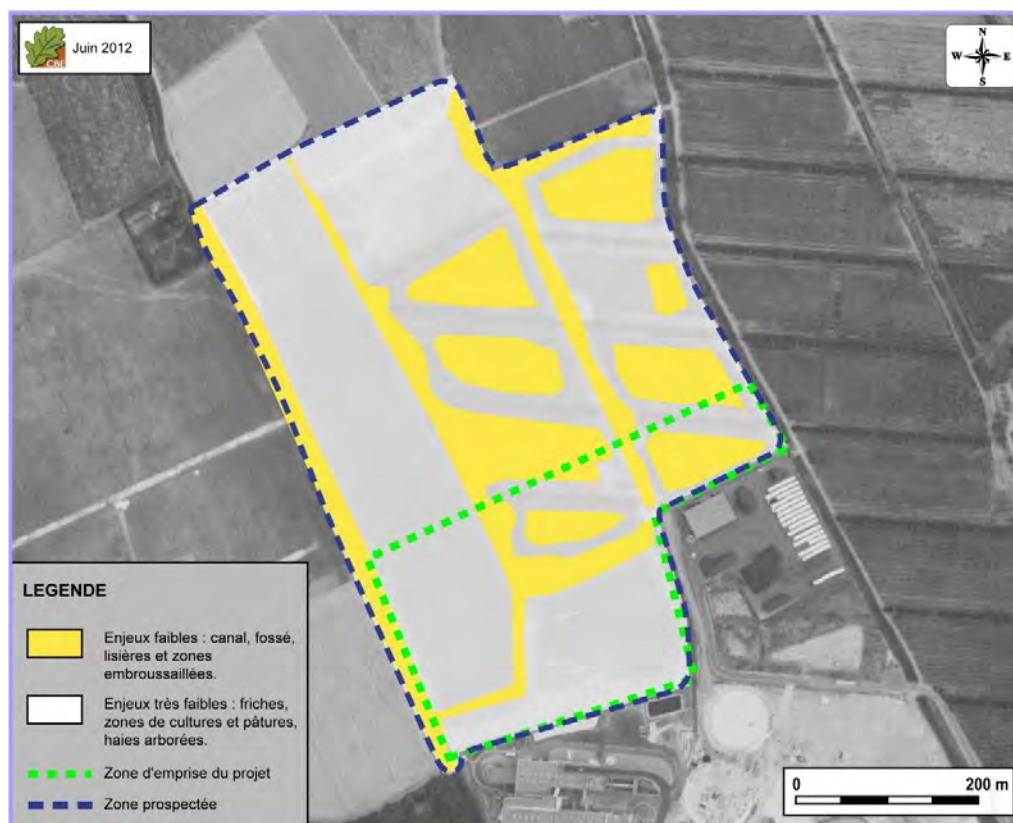 CBE
Juin 2012
N
W E
S
LEGENDE
Enjeux faibles : canal, fossé,
lisières et zones
embroussaillées.
Enjeux très faibles : friches,
zones de cultures et pâtures,
haies arborées.
Zone d'emprise du projet
Zone prospectée
0 200 m